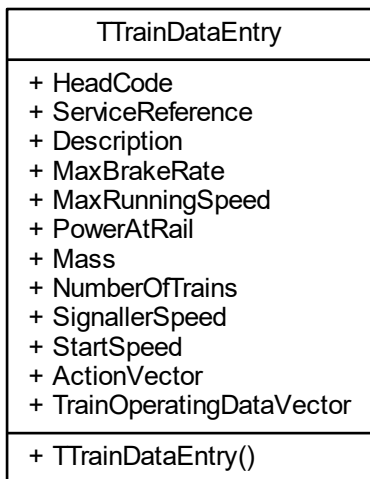 TTrainDataEntry
+ HeadCode
+ ServiceReference
+ Description
+ MaxBrakeRate
+ MaxRunningSpeed
+ PowerAtRail
+ Mass
+ NumberOfTrains
+ SignallerSpeed
+ StartSpeed
+ ActionVector
+ TrainOperatingDataVector
+ TTrainDataEntry()